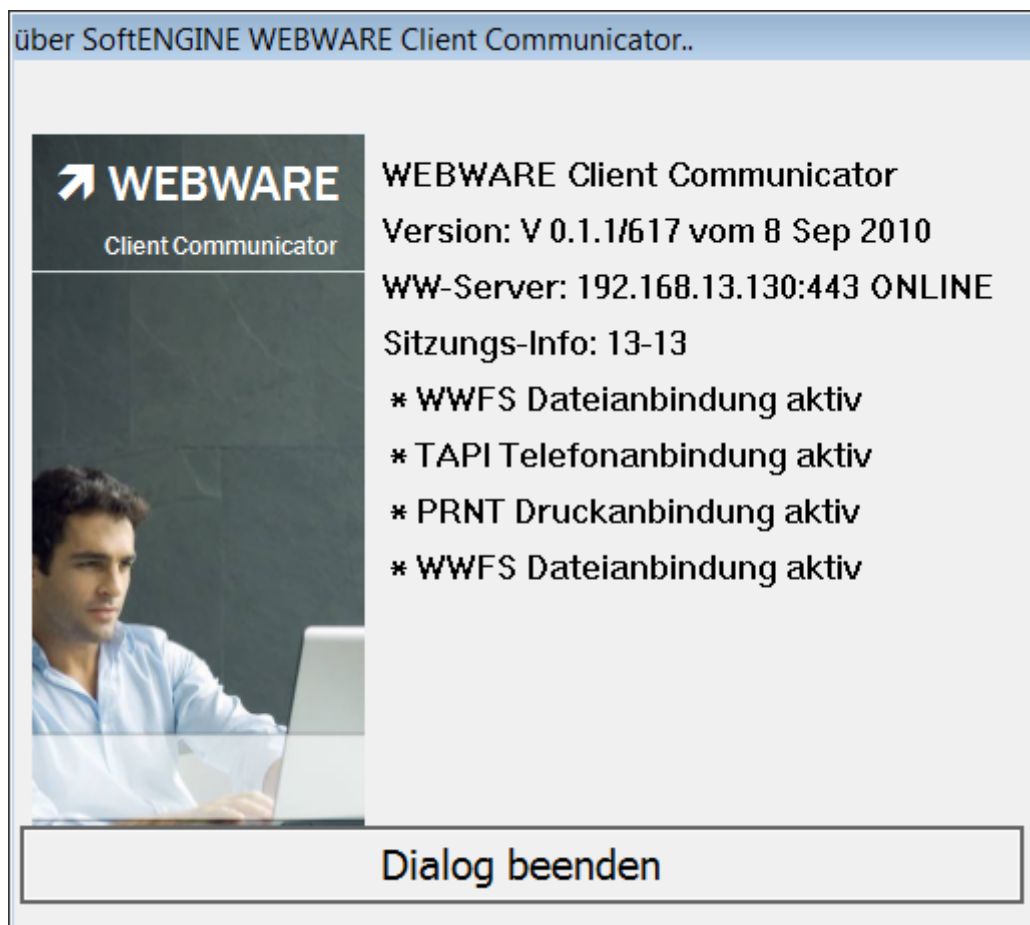 über SoftENGINE WEBWARE Client Communicator..
WEBWARE
Client Communicator
WEBWARE Client Communicator
Version: V 0.1.1/617 vom 8 Sep 2010
WW-Server: 192.168.13.130:443 ONLINE
Sitzungs-Info: 13-13
* WWFS Dateianbindung aktiv
* TAPI Telefonanbindung aktiv
* PRNT Druckanbindung aktiv
* WWFS Dateianbindung aktiv
Dialog beenden